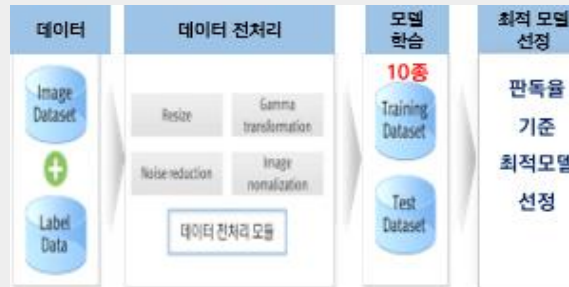 데이터
Image
Dataset
Label
Data
데이터 전처리
Resize
Gamma
transformation
Noise reduction
Image
nomalization
데이터 전처리 모듈
모델
학습
10종
Training
Dataset
Test
Dataset
최적 모델
선정
판독율
기준
최적모델
선정